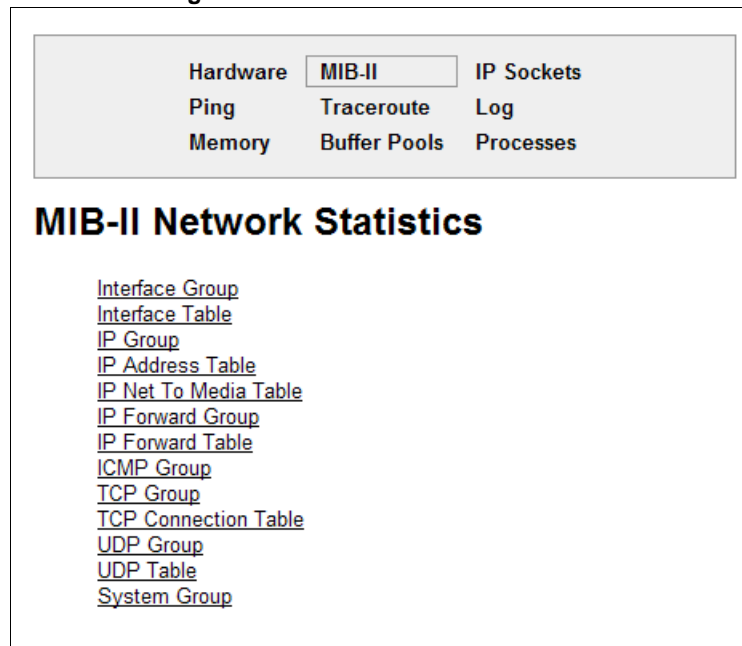 Hardware MIB-II IP Sockets
Ping Traceroute Log
Memory Buffer Pools Processes
MIB-II Network Statistics
Interface Group
Interface Table
IP Group
IP Address Table
IP Net To Media Table
IP Forward Group
IP Forward Table
ICMP Group
TCP Group
TCP Connection Table
UDP Group
UDP Table
System Group